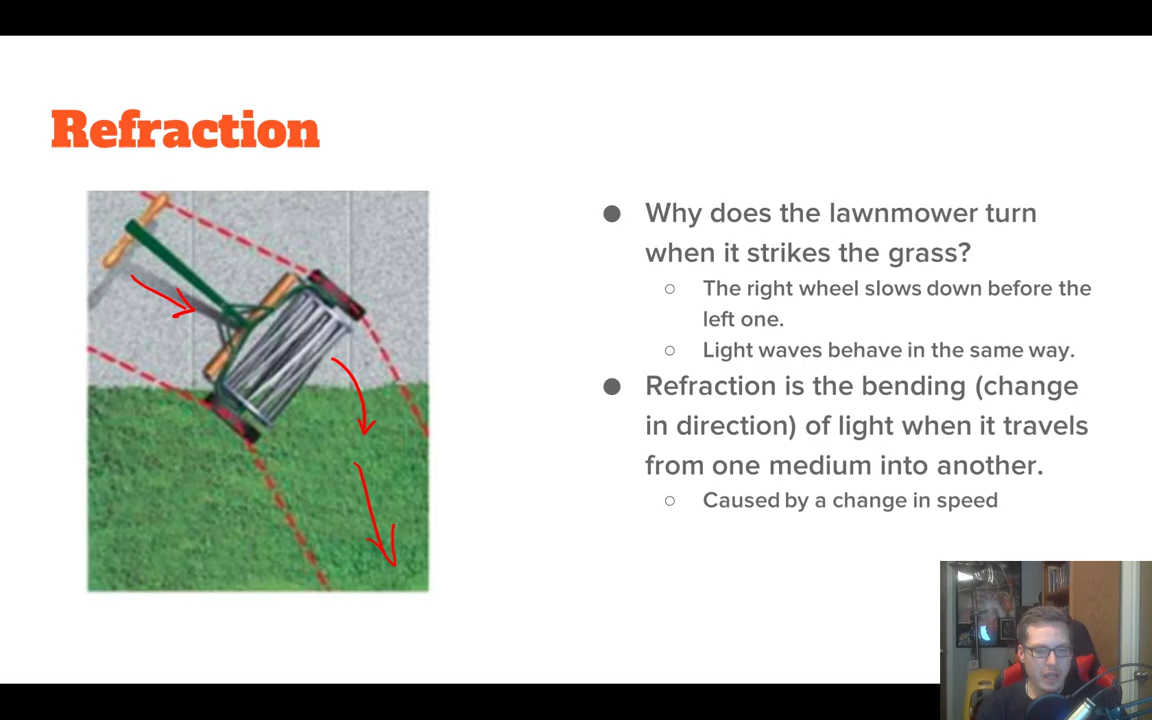 Refraction
● Why does the lawnmower turn
when it strikes the grass?
○ The right wheel slows down before the
left one.
○ Light waves behave in the same way.
● Refraction is the bending (change
in direction) of light when it travels
from one medium into another.
○ Caused by a change in speed